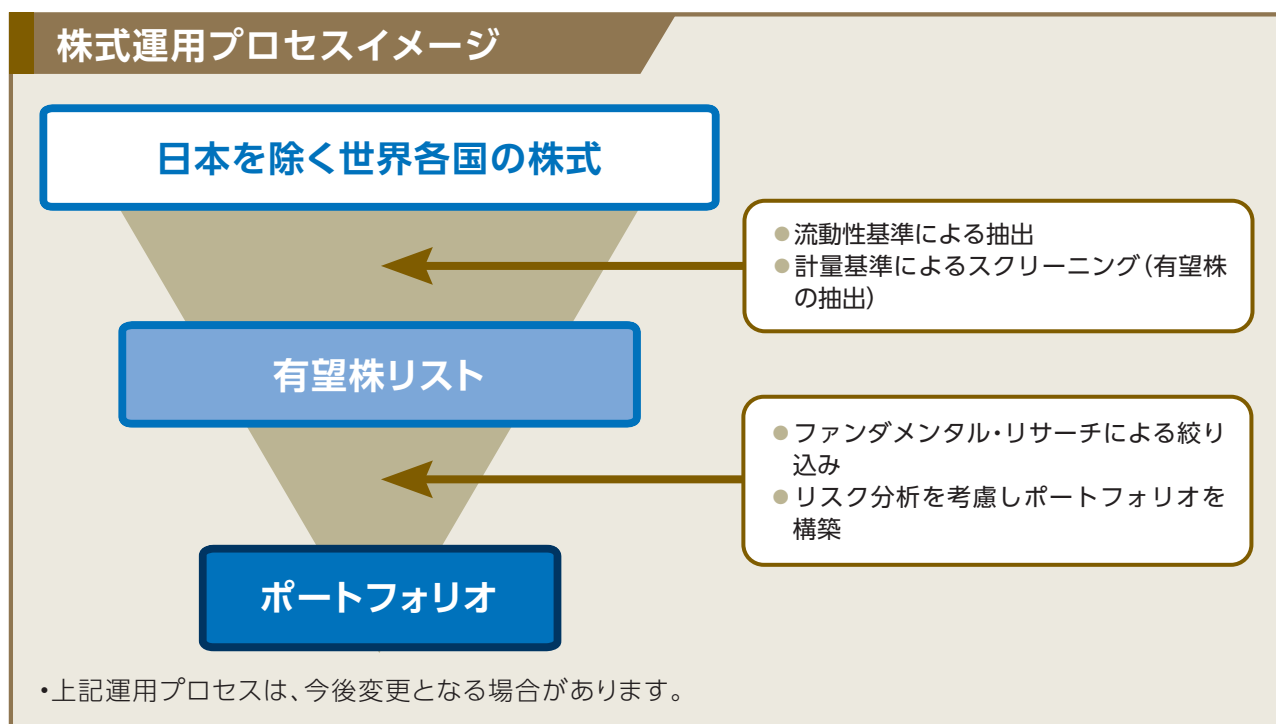 株式運用プロセスイメージ
日本を除く世界各国の株式
●流動性基準による抽出
●計量基準によるスクリーニング(有望株
の抽出)
有望株リスト
●ファンダメンタル・リサーチによる絞り
込み
●リスク分析を考慮しポートフォリオを
構築
ポートフォリオ
・上記運用プロセスは、今後変更となる場合があります。